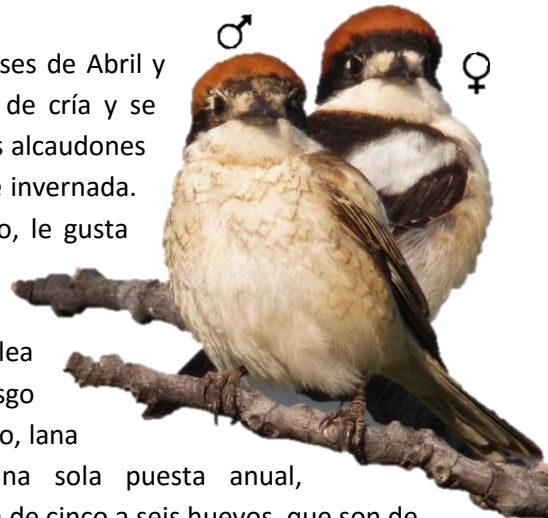 ses de Abril y
de cría y se
s alcaudones
e invernada.
o, le gusta
lea
sgo
o, lana
na sola puesta anual,
de cinco a seis huevos, que son de
♂
♀